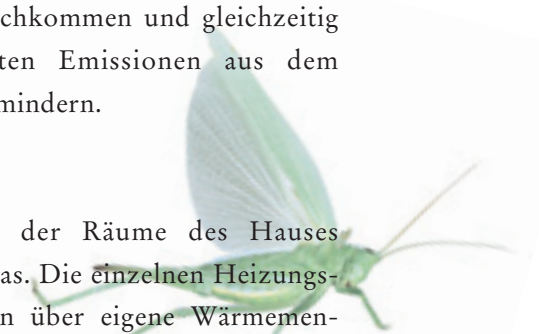 chkommen und gleichzeitig
ten Emissionen aus dem
mindern.
der Räume des Hauses
as. Die einzelnen Heizungs-
n über eigene Wärmemen-